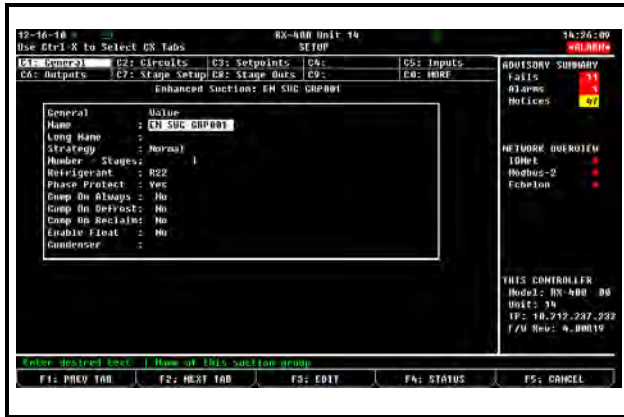 12-16-10 RX-400 Unit 14 14:26:09
Use Ctrl-X to Select CX Tabs SETUP *ALARM*
C1: General C2: Circuits C3: Setpoints C4: C5: Inputs
C6: Outputs C7: Stage Setup C8: Stage Outs C9: C0: MORE
Enhanced Suction: EN SUC GRP001
General Value
Name : EN SUC GRP001
Long Name :
Strategy : Normal
Number Stages: 1
Refrigerant : R22
Phase Protect : Yes
Comp On Always : No
Comp On Defrost: No
Comp On Reclaim: No
Enable Float : No
Condenser :
ADVISORY SUMMARY
Fails
Alarms
Notices 47
NETWORK OVERVIEW
IONet
Modbus-2
Echelon
THIS CONTROLLER
Model: RX-400 00
Unit: 14
IP: 10.212.237.232
F/W Rev: 4.00B19
Enter desired text | Name of this suction group
F1: PREV TAB F2: NEXT TAB F3: EDIT F4: STATUS F5: CANCEL